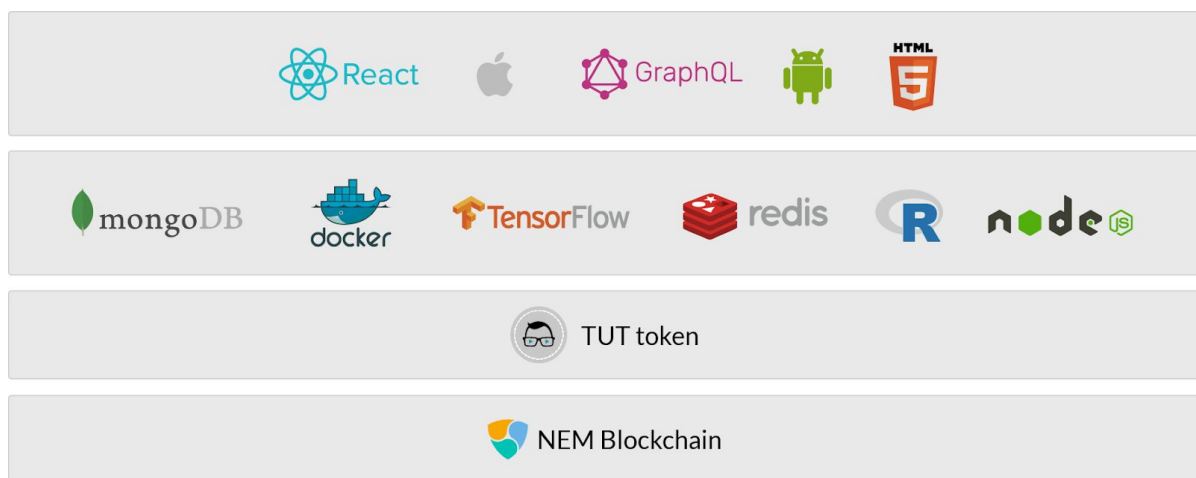 React GraphQL HTML 5
mongoDB docker TensorFlow redis R node JS
TUT token
NEM Blockchain